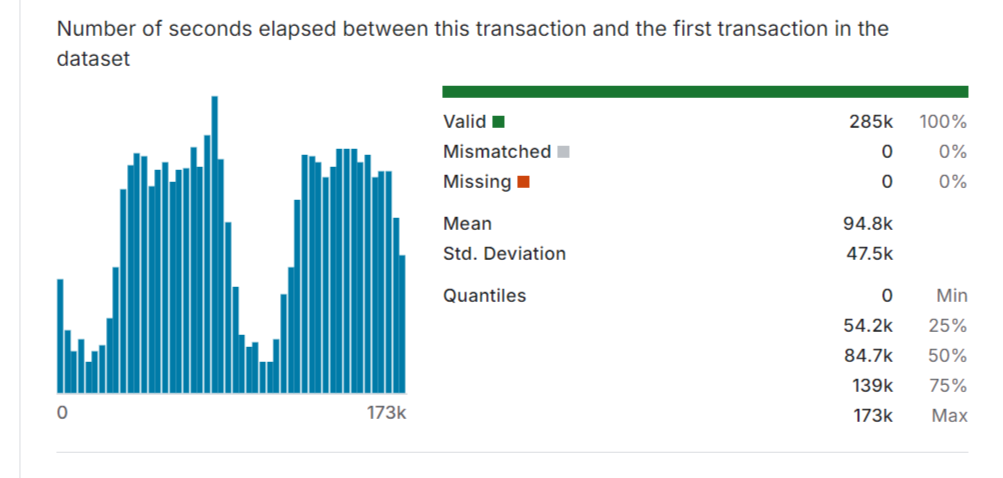 Number of seconds elapsed between this transaction and the first transaction in the
dataset
Valid 285k 100%
Mismatched 0 0%
Missing 0 0%
Mean 94.8k
Std. Deviation 47.5k
Quantiles 0 Min
54.2k 25%
84.7k 50%
139k 75%
173k Max
0 173k